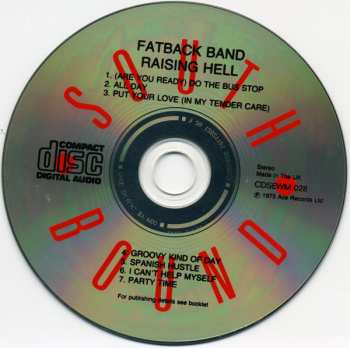 FATBACK BAND
RAISING HELL
1. (ARE YOU READY) DO THE BUS STOP
2. ALL DAY
3. PUT YOUR LOVE (IN MY TENDER CARE)
SOUTH
COMPACT
disc
DIGITAL AUDIO
Stereo
Made in The UK
CDSEWM 028
℗ 1975 Ace Records Ltd
BOUND
4. GROOVY KIND OF DAY
5. SPANISH HUSTLE
6. I CAN'T HELP MYSELF
7. PARTY TIME
For publishing details see booklet